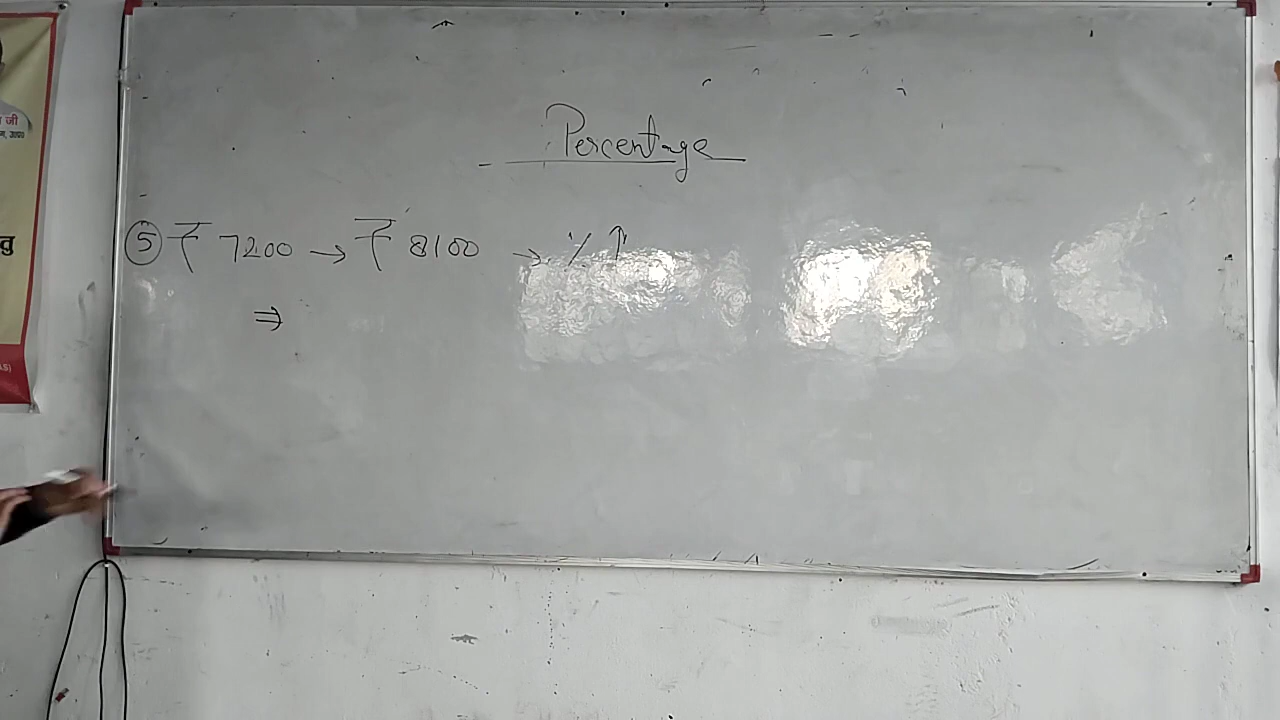 जी
Percentage
⑤ ₹ 7200 → ₹ 8100 → % ↑
⇒